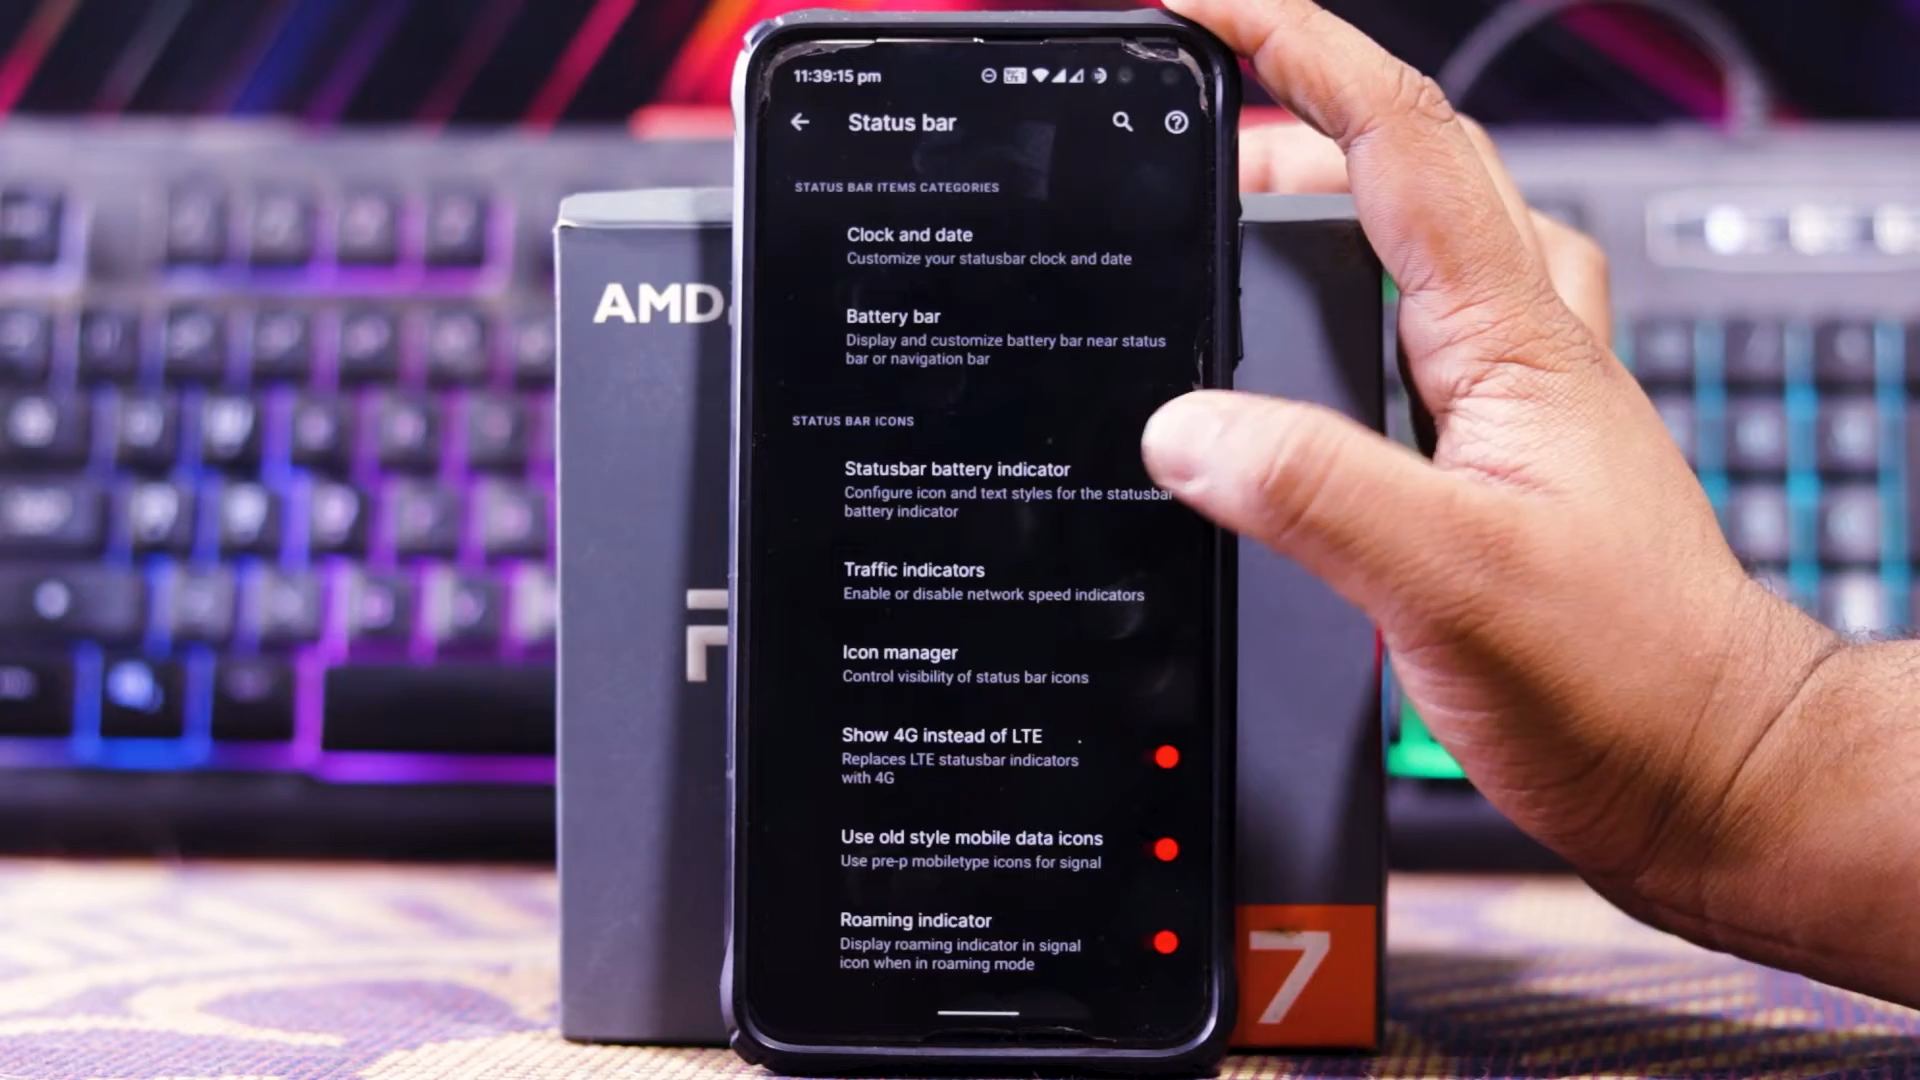 11:39:15 pm
Status bar
STATUS BAR ITEMS CATEGORIES
Clock and date
Customize your statusbar clock and date
Battery bar
Display and customize battery bar near status
bar or navigation bar
STATUS BAR ICONS
Statusbar battery indicator
Configure icon and text styles for the statusbar
battery indicator
Traffic indicators
Enable or disable network speed indicators
Icon manager
Control visibility of status bar icons
Show 4G instead of LTE
Replaces LTE statusbar indicators
with 4G
Use old style mobile data icons
Use pre-p mobiletype icons for signal
Roaming indicator
Display roaming indicator in signal
icon when in roaming mode
AMD
7